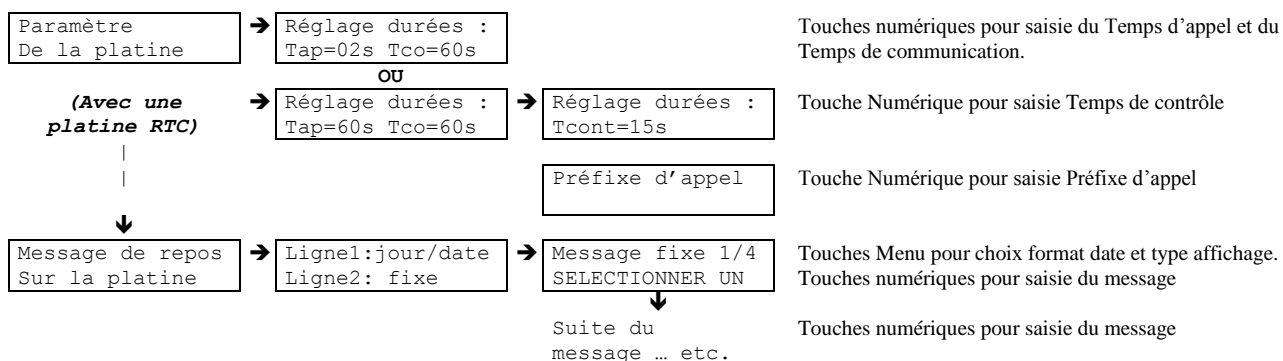 Paramètre
De la platine
➔
Réglage durées :
Tap=02s Tco=60s
Touches numériques pour saisie du Temps d’appel et du
Temps de communication.
OU
(Avec une
platine RTC)
➔
Réglage durées :
Tap=60s Tco=60s
➔
Réglage durées :
Tcont=15s
Touche Numérique pour saisie Temps de contrôle
|
|
Préfixe d’appel
Touche Numérique pour saisie Préfixe d’appel
Message de repos
Sur la platine
➔
Ligne1:jour/date
Ligne2: fixe
➔
Message fixe 1/4
SELECTIONNER UN
Touches Menu pour choix format date et type affichage.
Touches numériques pour saisie du message
Suite du
message … etc.
Touches numériques pour saisie du message